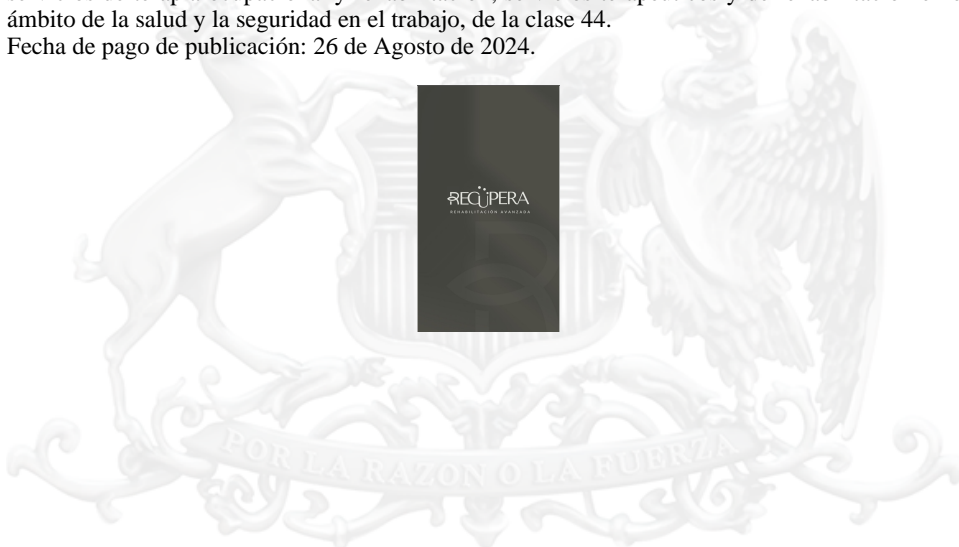 ámbito de la salud y la seguridad en el trabajo, de la clase 44.
Fecha de pago de publicación: 26 de Agosto de 2024.
RECÜPERA
REHABILITACIÓN AVANZADA
POR LA RAZON O LA FUERZA